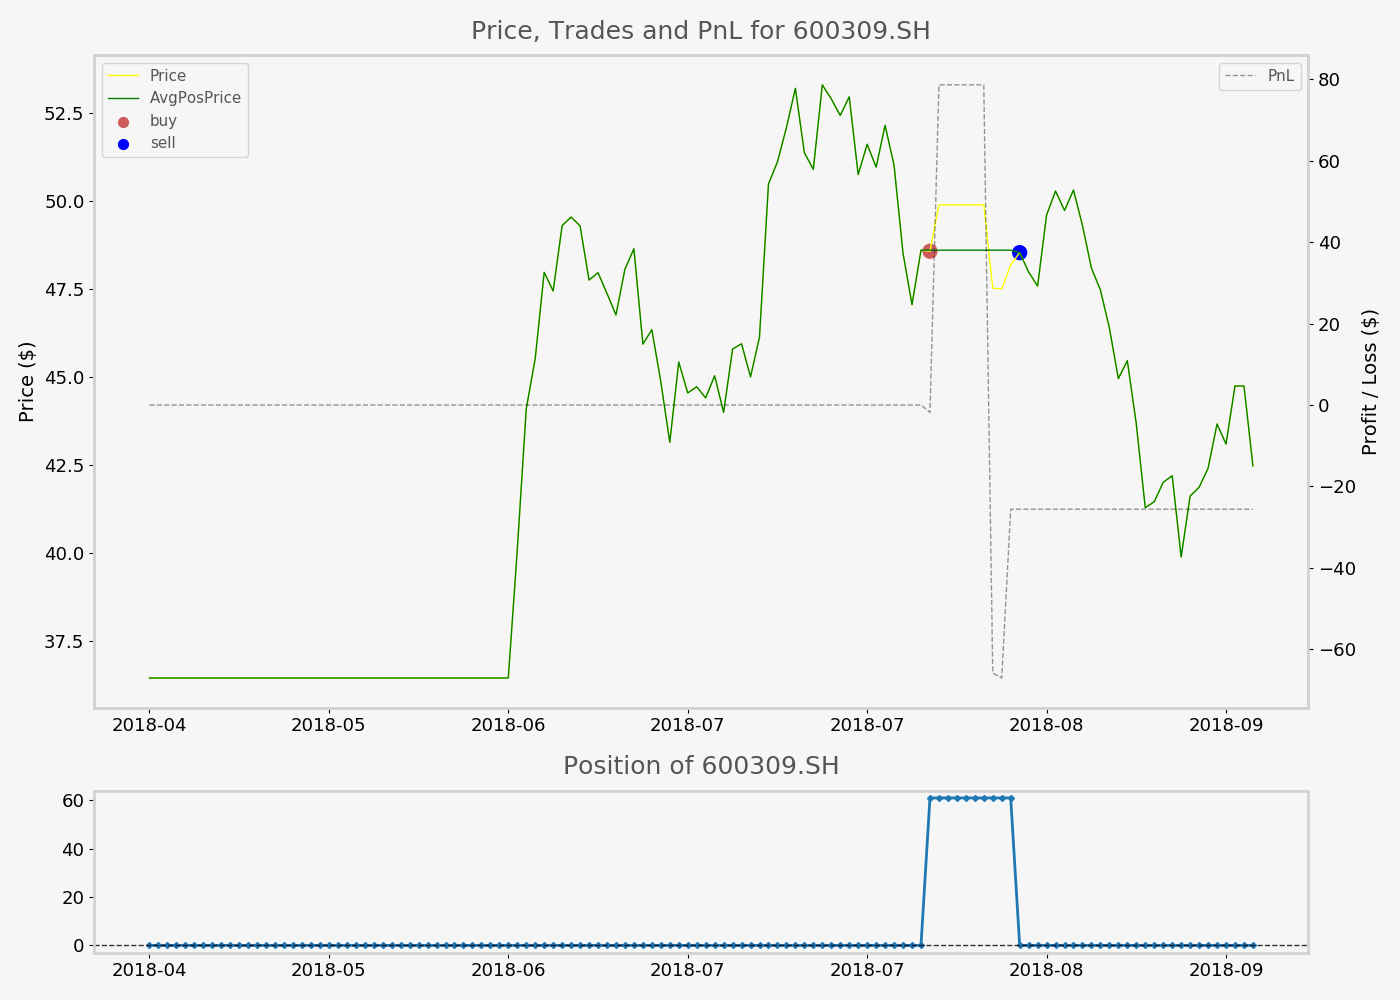 Price, Trades and PnL for 600309.SH
Price
AvgPosPrice
buy
sell
PnL
Price ($)
52.5
50.0
47.5
45.0
42.5
40.0
37.5
Profit / Loss ($)
80
60
40
20
0
−20
−40
−60
2018-04 2018-05 2018-06 2018-07 2018-07 2018-08 2018-09
Position of 600309.SH
60
40
20
0
2018-04 2018-05 2018-06 2018-07 2018-07 2018-08 2018-09